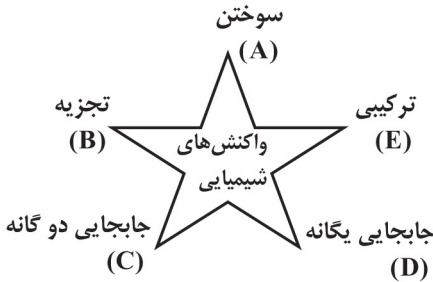 سوختن
(A)
تجزیه
(B)
ترکیبی
(E)
واکنش‌های
شیمیایی
جابجایی دو گانه
(C)
جابجایی یگانه
(D)